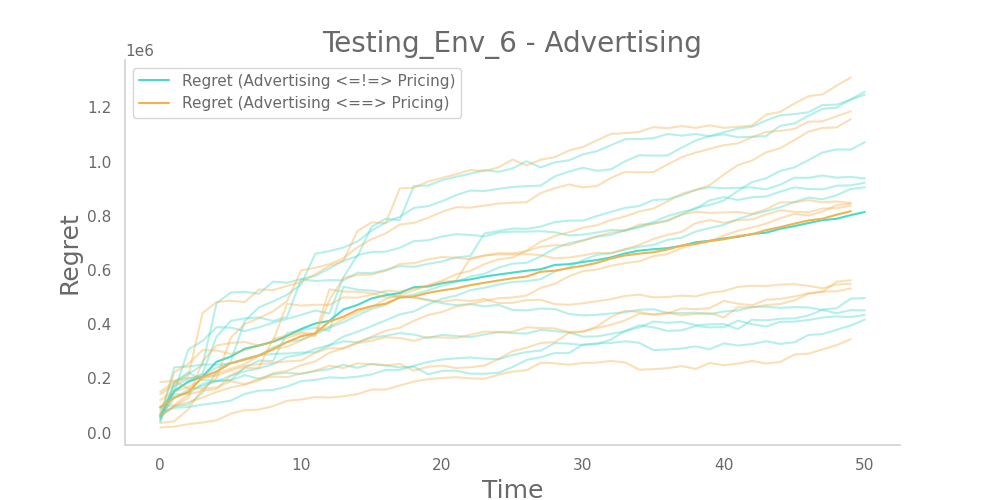 Testing_Env_6 - Advertising
1e6
Regret (Advertising <=!=> Pricing)
Regret (Advertising <==> Pricing)
1.2
1.0
0.8
0.6
0.4
0.2
0.0
Regret
0 10 20 30 40 50
Time